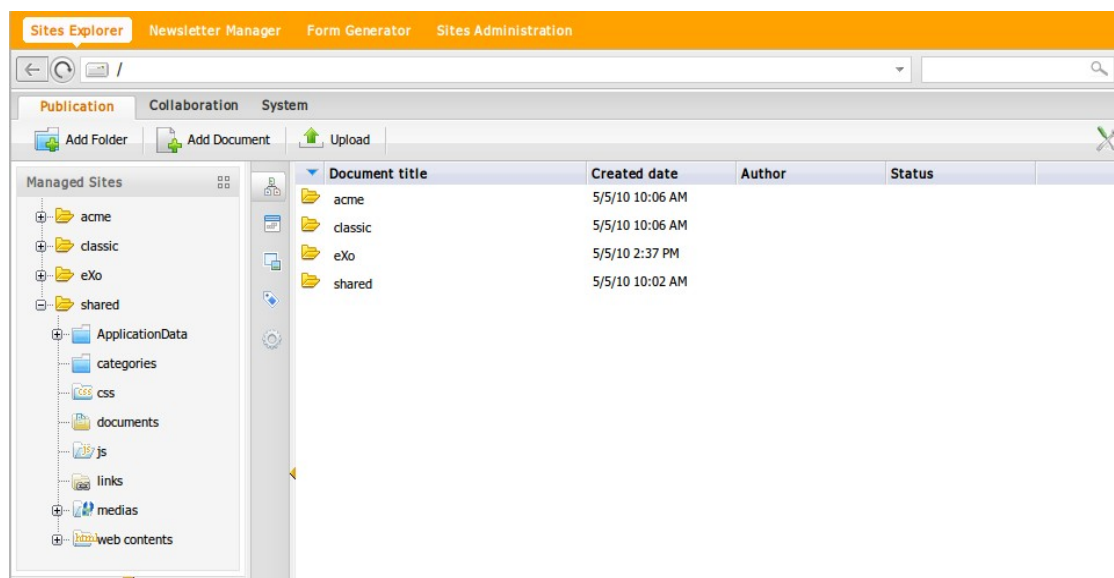 Sites Explorer Newsletter Manager Form Generator Sites Administration
/
Publication Collaboration System
Add Folder Add Document Upload
Managed Sites
acme
classic
eXo
shared
ApplicationData
categories
css
documents
js
links
medias
web contents
Document title Created date Author Status
acme 5/5/10 10:06 AM
classic 5/5/10 10:06 AM
eXo 5/5/10 2:37 PM
shared 5/5/10 10:02 AM